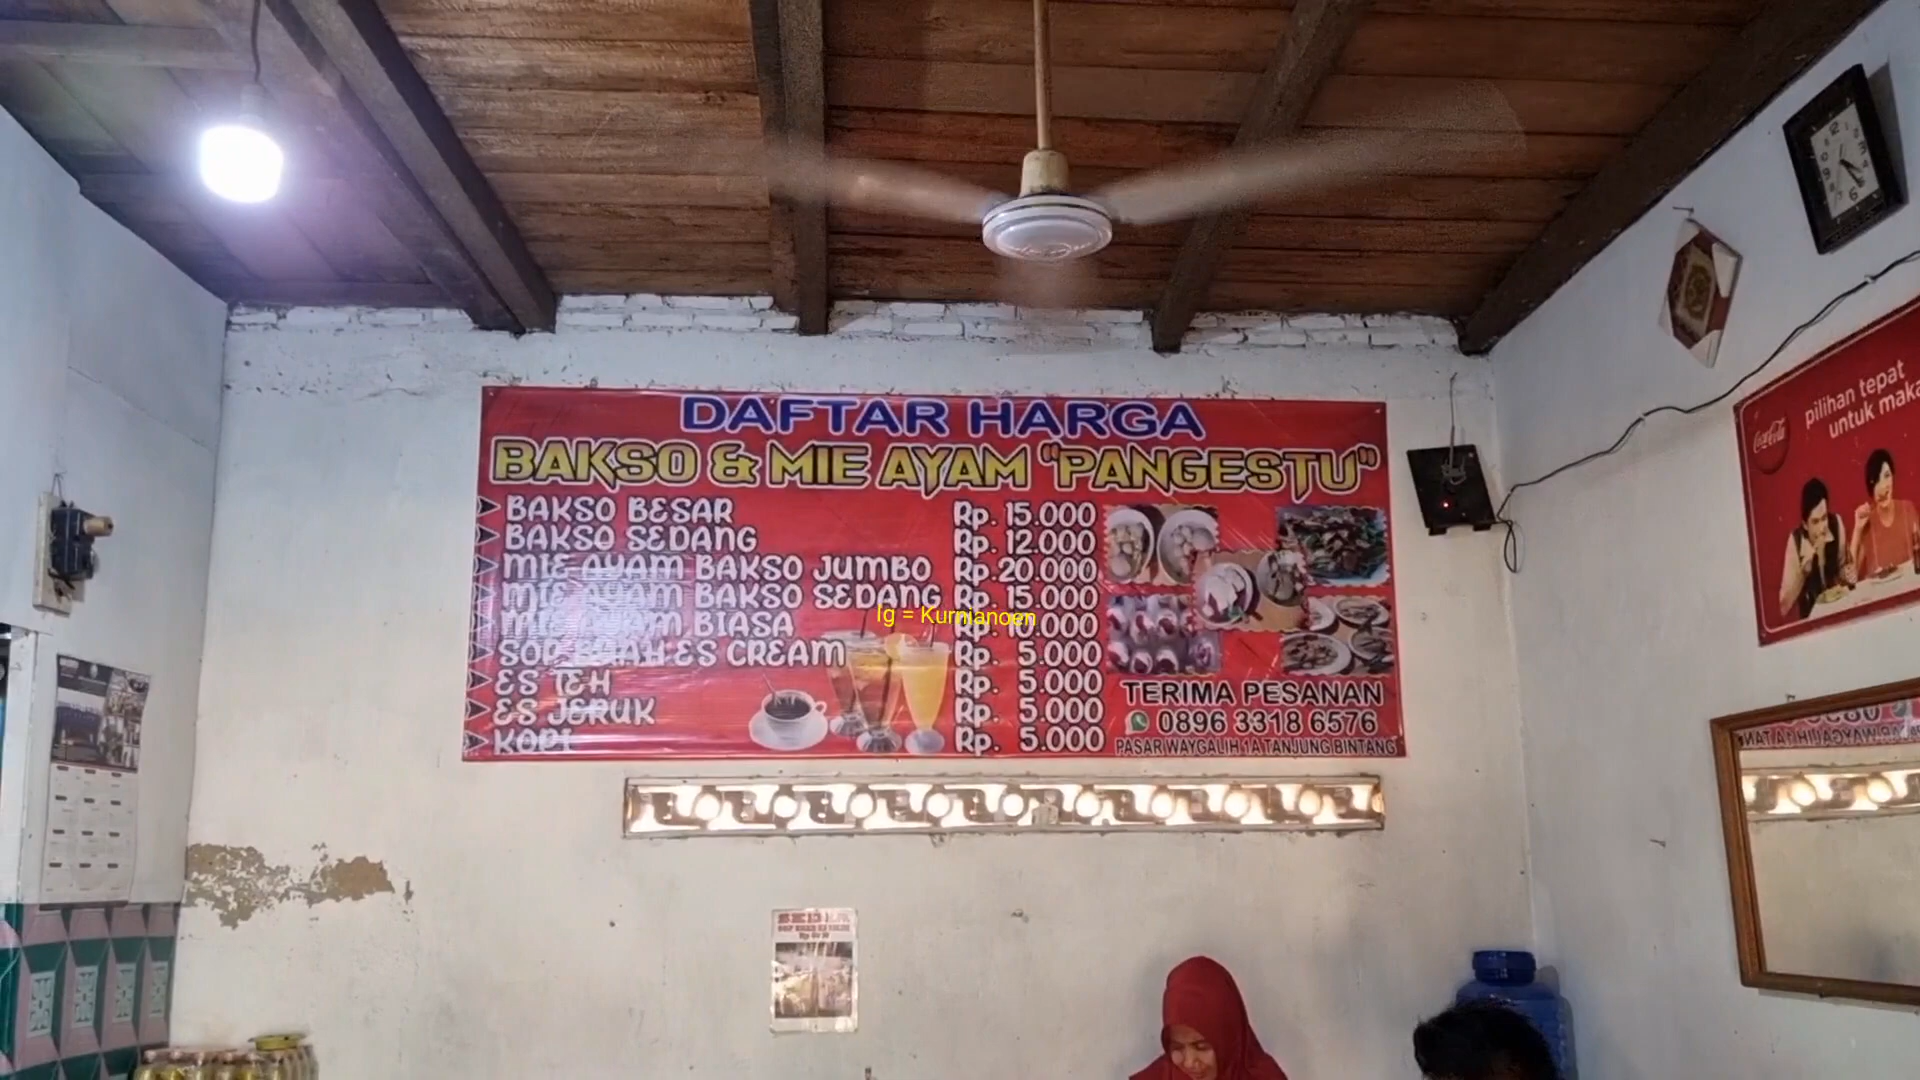 DAFTAR HARGA
BAKSO & MIE AYAM "PANGESTU"
BAKSO BESAR Rp. 15.000
BAKSO SEDANG Rp. 12.000
MIE AYAM BAKSO JUMBO Rp. 20.000
MIE AYAM BAKSO SEDANG Rp. 15.000
MIE AYAM BIASA Rp. 10.000
SOP BUAH ES CREAM Rp. 5.000
ES TEH Rp. 5.000
ES JERUK Rp. 5.000
KOPI Rp. 5.000
TERIMA PESANAN
0896 3318 6576
PASAR WAYGALIH 1A TANJUNG BINTANG
Ig = Kurnianoen
Coca-Cola
pilihan tepat
untuk maka